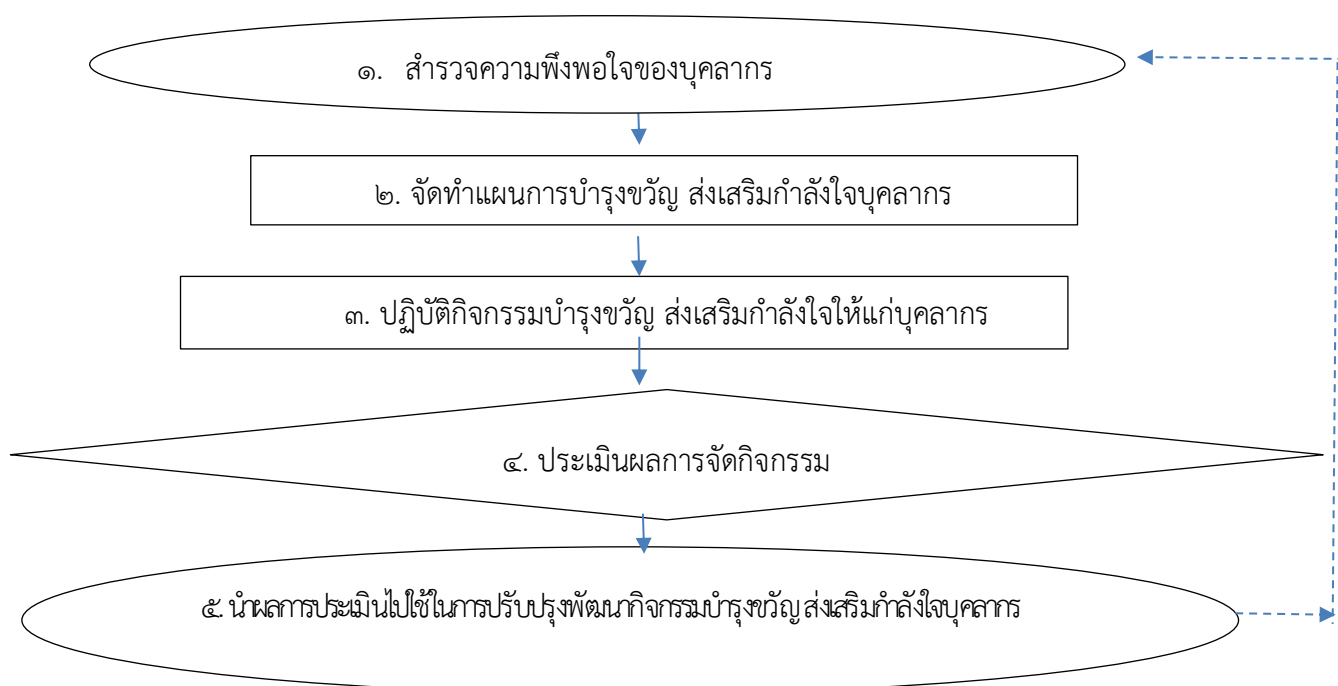 ๑. สำรวจความพึงพอใจของบุคลากร
๒. จัดทำแผนการบำรุงขวัญ ส่งเสริมกำลังใจบุคลากร
๓. ปฏิบัติกิจกรรมบำรุงขวัญ ส่งเสริมกำลังใจให้แก่บุคลากร
๔. ประเมินผลการจัดกิจกรรม
๕. นำผลการประเมินไปใช้ในการปรับปรุงพัฒนากิจกรรมบำรุงขวัญ ส่งเสริมกำลังใจบุคลากร